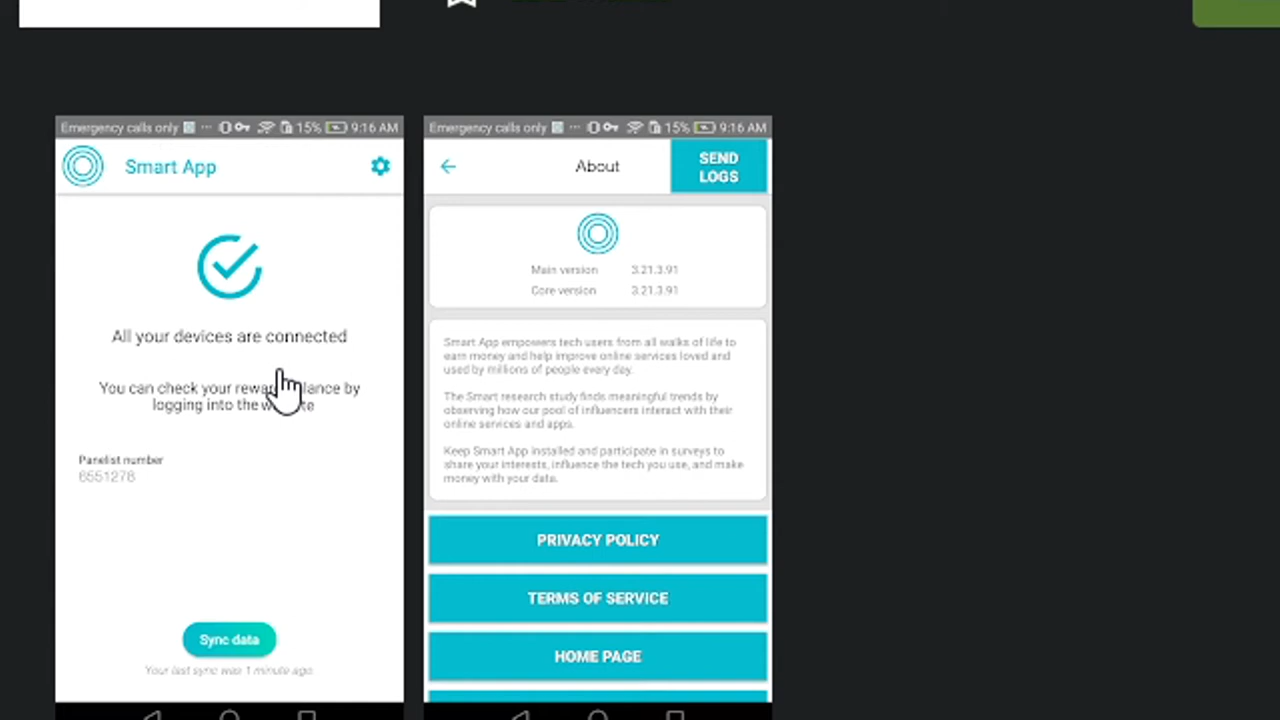 Emergency calls only 15% 9:16 AM
Smart App
All your devices are connected
You can check your by
logging into the
Panelist number
6551278
Sync data
Your last sync was 1 minute ago
Emergency calls only 15% 9:16 AM
About
SEND
LOGS
Main version 3.21.3.91
Core version 3.21.3.91
Smart App empowers tech users from all walks of life to
earn money and help improve online services loved and
used by millions of people every day.
The Smart research study finds meaningful trends by
observing how our pool of influencers interact with their
online services and apps.
Keep Smart App installed and participate in surveys to
share your interests, influence the tech you use, and make
money with your data.
PRIVACY POLICY
TERMS OF SERVICE
HOME PAGE